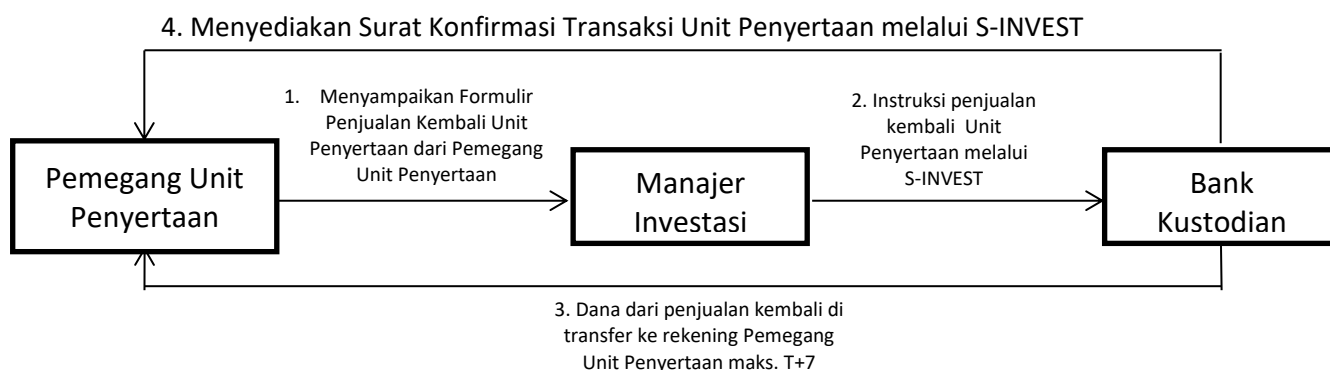 4. Menyediakan Surat Konfirmasi Transaksi Unit Penyertaan melalui S-INVEST
1. Menyampaikan Formulir
Penjualan Kembali Unit
Penyertaan dari Pemegang
Unit Penyertaan
2. Instruksi penjualan
kembali Unit
Penyertaan melalui
S-INVEST
Pemegang Unit
Penyertaan
Manajer
Investasi
Bank
Kustodian
3. Dana dari penjualan kembali di
transfer ke rekening Pemegang
Unit Penyertaan maks. T+7